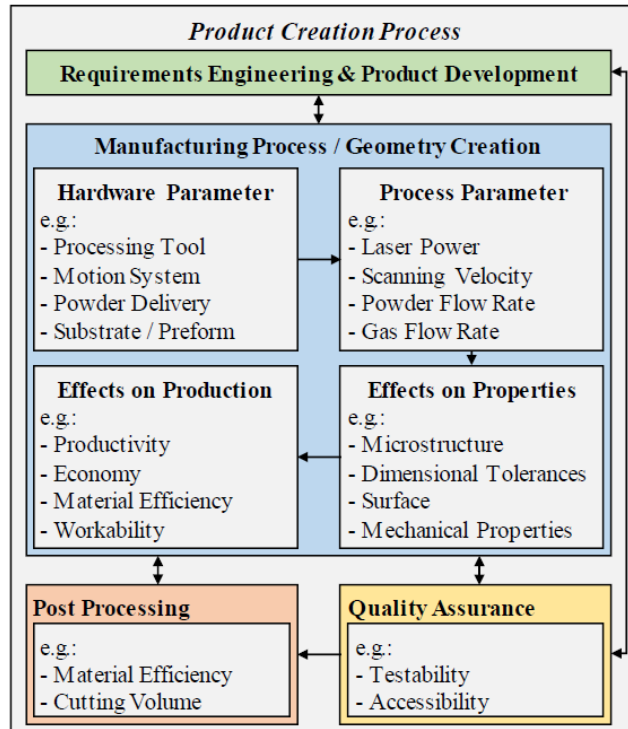 Product Creation Process
Requirements Engineering & Product Development
Manufacturing Process / Geometry Creation
Hardware Parameter
e.g.:
- Processing Tool
- Motion System
- Powder Delivery
- Substrate / Preform
Process Parameter
e.g.:
- Laser Power
- Scanning Velocity
- Powder Flow Rate
- Gas Flow Rate
Effects on Production
e.g.:
- Productivity
- Economy
- Material Efficiency
- Workability
Effects on Properties
e.g.:
- Microstructure
- Dimensional Tolerances
- Surface
- Mechanical Properties
Post Processing
e.g.:
- Material Efficiency
- Cutting Volume
Quality Assurance
e.g.:
- Testability
- Accessibility